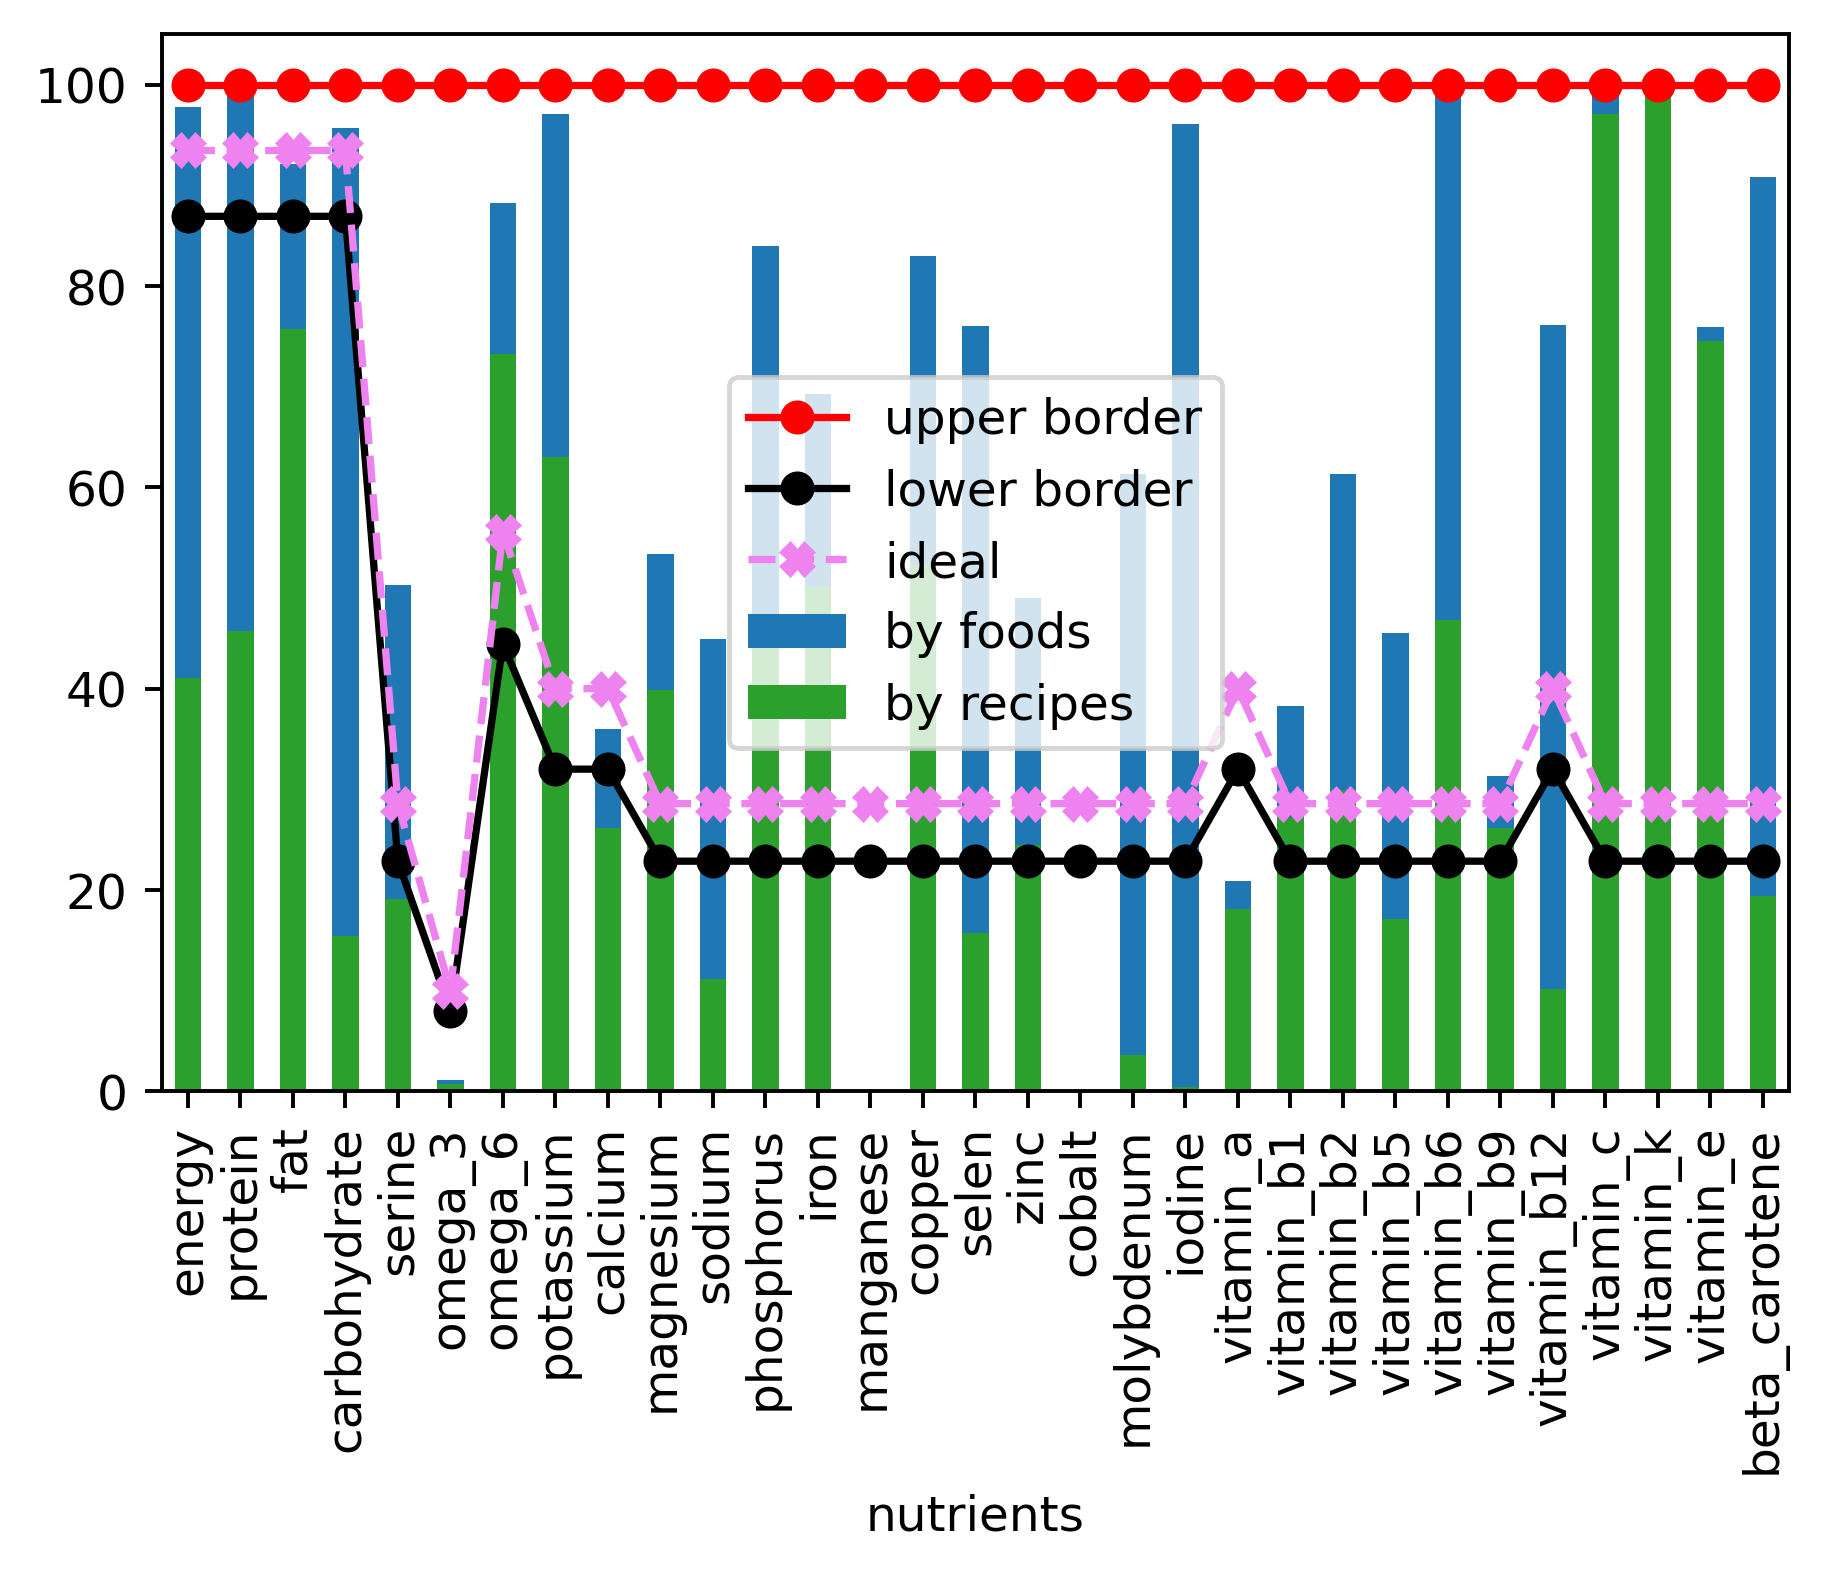 100
80
60
40
20
0
upper border
lower border
ideal
by foods
by recipes
energy
protein
fat
carbohydrate
serine
omega_3
omega_6
potassium
calcium
magnesium
sodium
phosphorus
iron
manganese
copper
selen
zinc
cobalt
molybdenum
iodine
vitamin_a
vitamin_b1
vitamin_b2
vitamin_b5
vitamin_b6
vitamin_b9
vitamin_b12
vitamin_c
vitamin_k
vitamin_e
beta_carotene
nutrients